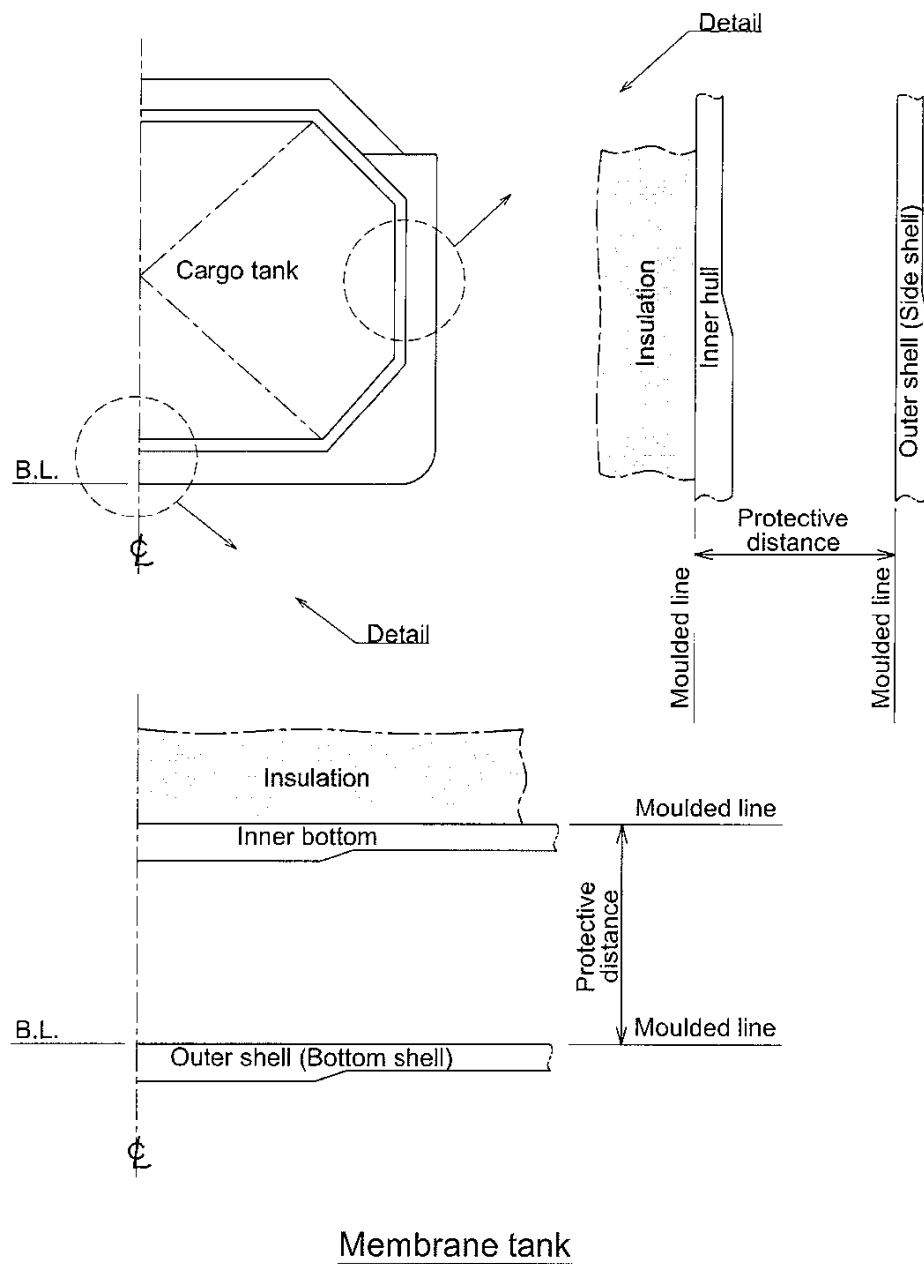 Detail
Cargo tank
B.L.
℄
Insulation
Inner hull
Outer shell (Side shell)
Protective
distance
Moulded line
Moulded line
Detail
Insulation
Inner bottom
Moulded line
Protective
distance
B.L.
Moulded line
Outer shell (Bottom shell)
℄
Membrane tank